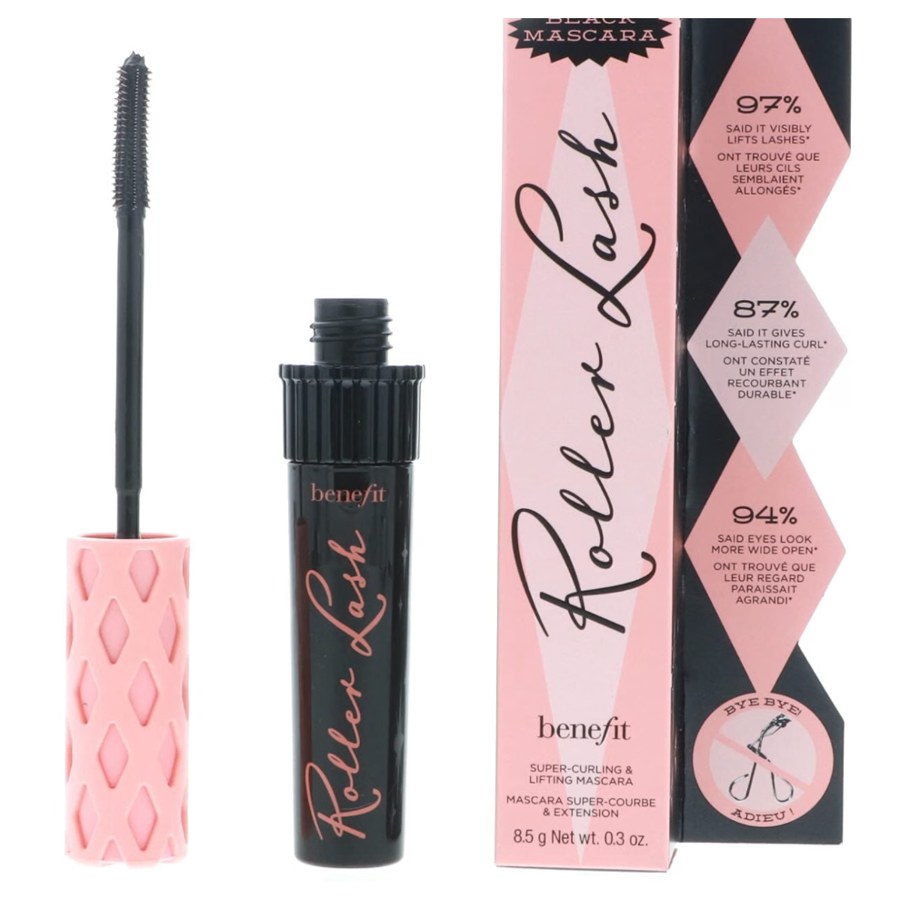 benefit
Roller Lash
BLACK
MASCARA
Roller Lash
benefit
SUPER-CURLING &
LIFTING MASCARA
MASCARA SUPER-COURBE
& EXTENSION
8.5 g Net wt. 0.3 oz.
97%
SAID IT VISIBLY
LIFTS LASHES*
ONT TROUVÉ QUE
LEURS CILS
SEMBLAIENT
ALLONGÉS*
87%
SAID IT GIVES
LONG-LASTING CURL*
ONT CONSTATÉ
UN EFFET
RECOURBANT
DURABLE*
94%
SAID EYES LOOK
MORE WIDE OPEN*
ONT TROUVÉ QUE
LEUR REGARD
PARAISSAIT
AGRANDI*
BYE BYE!
ADIEU!